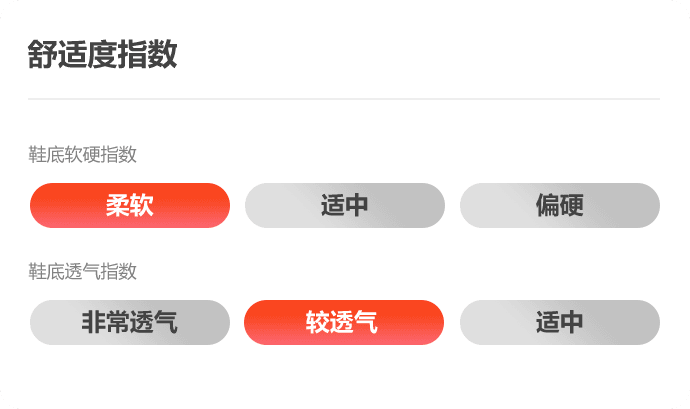 舒适度指数
鞋底软硬指数
柔软 适中 偏硬
鞋底透气指数
非常透气 较透气 适中